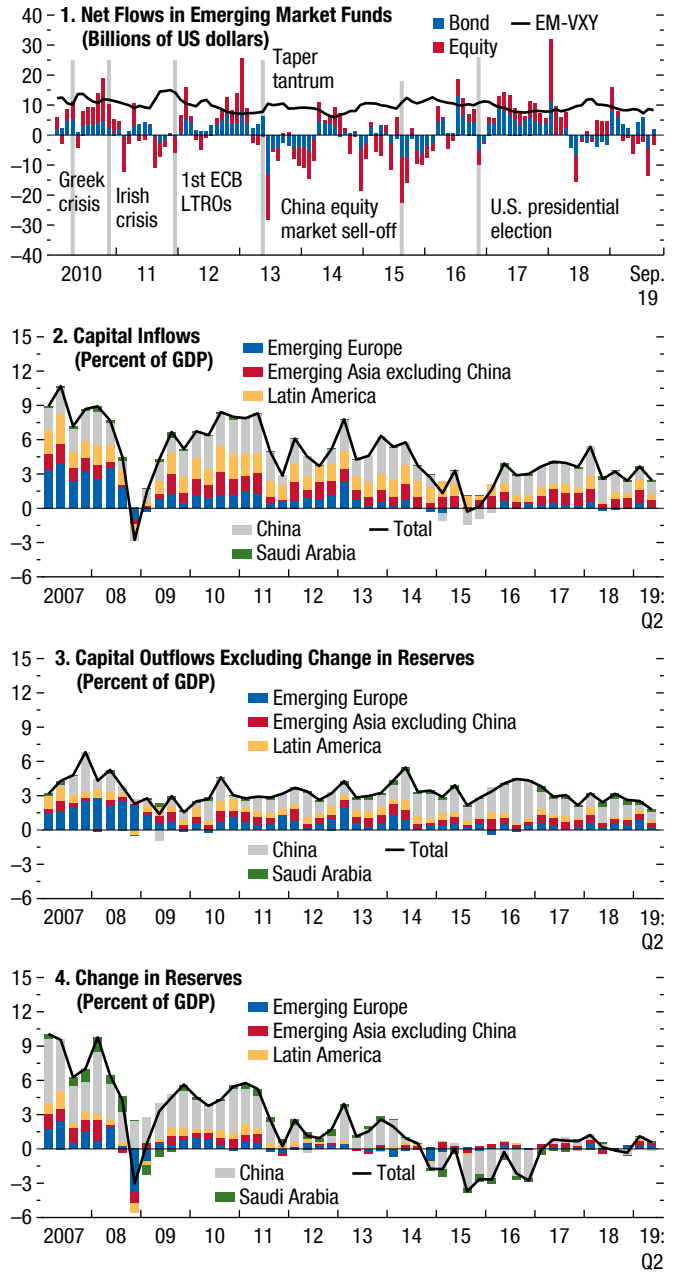 1. Net Flows in Emerging Market Funds
(Billions of US dollars)
Bond
EM-VXY
Equity
40
30
20
10
0
−10
−20
−30
−40
Taper
tantrum
Greek
crisis
Irish
crisis
1st ECB
LTROs
China equity
market sell-off
U.S. presidential
election
2010 11 12 13 14 15 16 17 18 Sep.
19
2. Capital Inflows
(Percent of GDP)
Emerging Europe
Emerging Asia excluding China
Latin America
China
Total
Saudi Arabia
15
12
9
6
3
0
−3
−6
2007 08 09 10 11 12 13 14 15 16 17 18 19:
Q2
3. Capital Outflows Excluding Change in Reserves
(Percent of GDP)
Emerging Europe
Emerging Asia excluding China
Latin America
China
Total
Saudi Arabia
15
12
9
6
3
0
−3
−6
2007 08 09 10 11 12 13 14 15 16 17 18 19:
Q2
4. Change in Reserves
(Percent of GDP)
Emerging Europe
Emerging Asia excluding China
Latin America
China
Total
Saudi Arabia
15
12
9
6
3
0
−3
−6
2007 08 09 10 11 12 13 14 15 16 17 18 19:
Q2